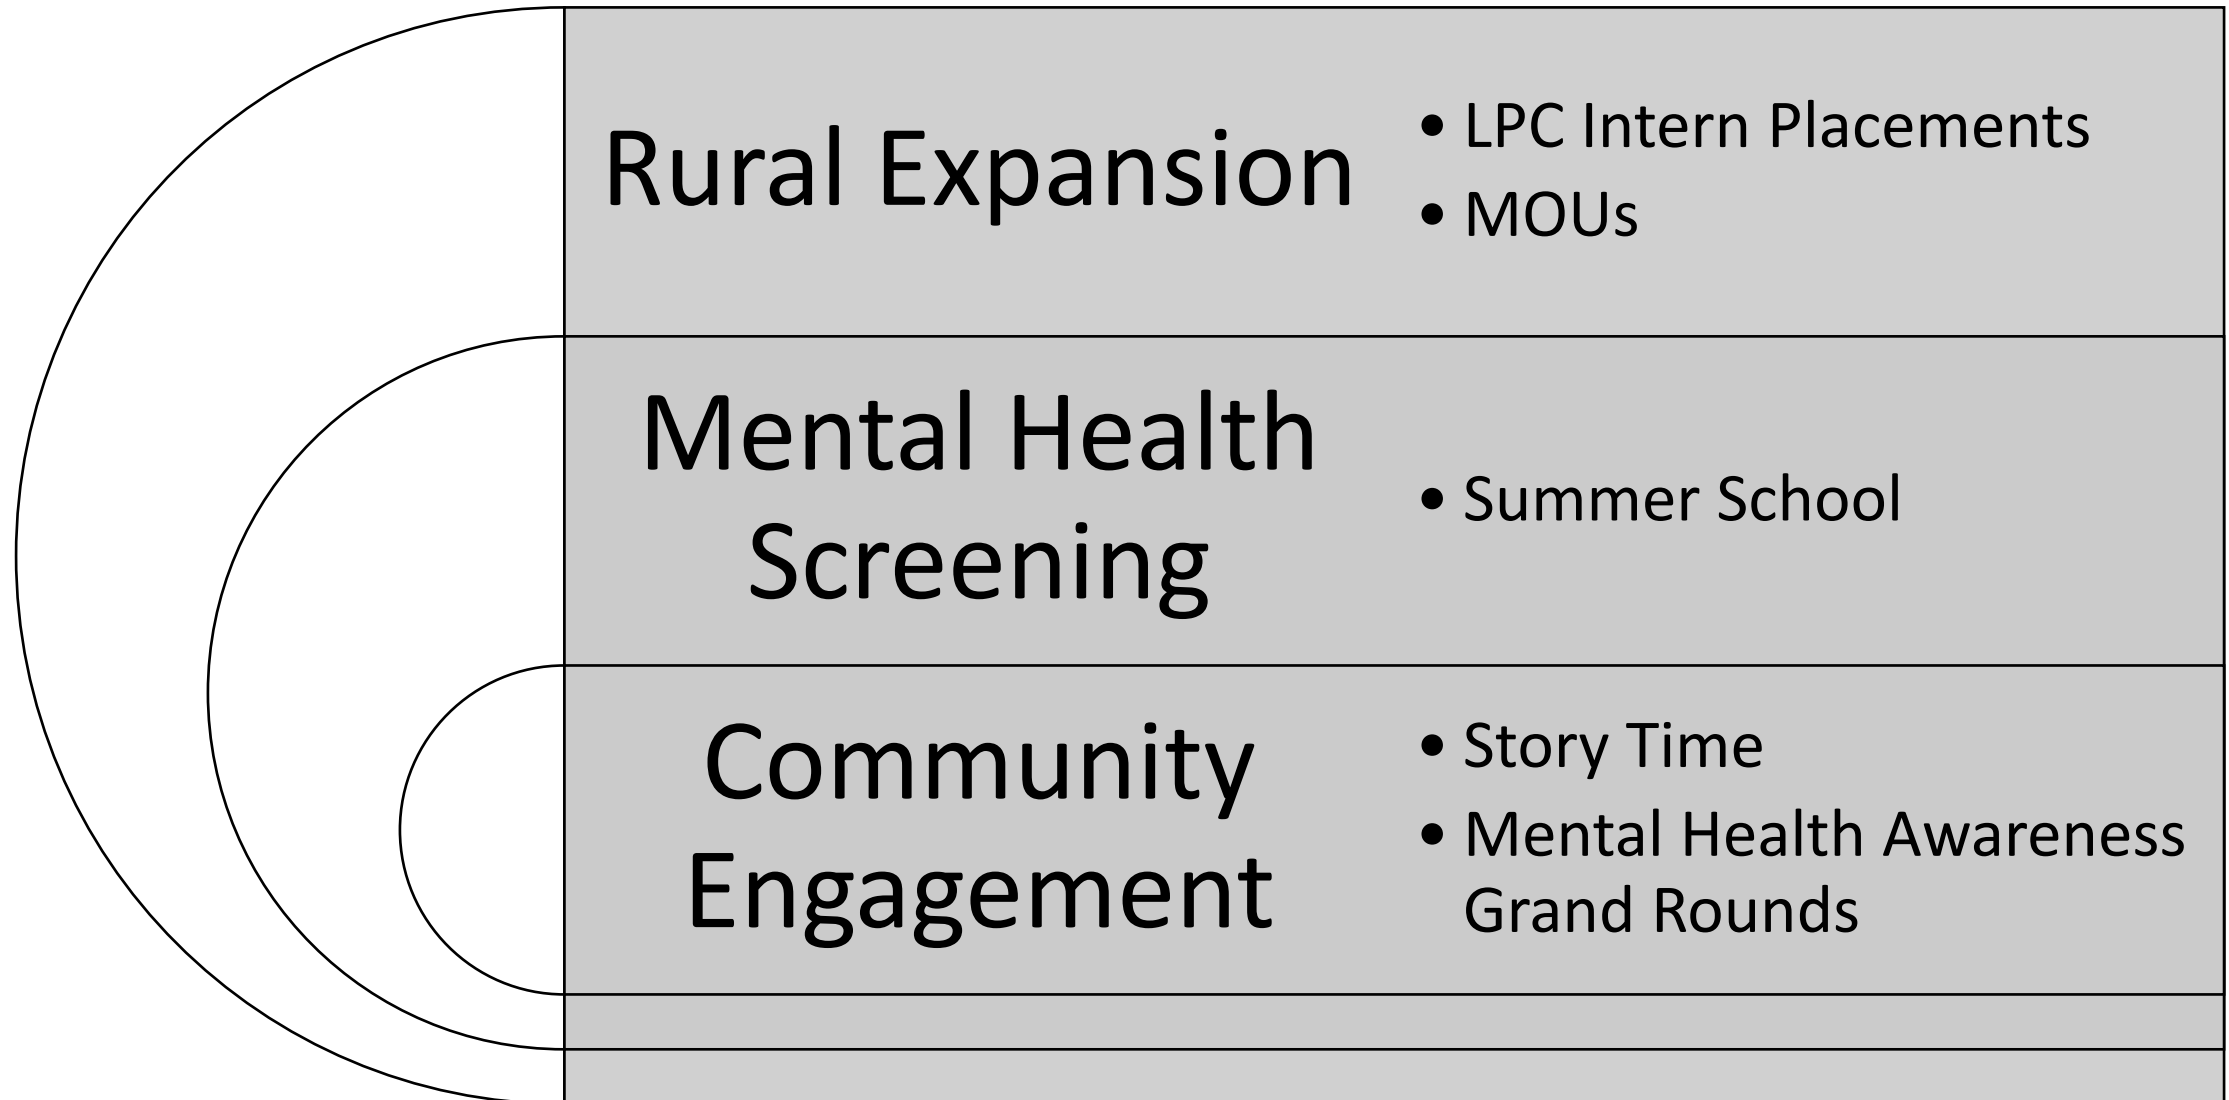 Rural Expansion
• LPC Intern Placements
• MOUs
Mental Health
Screening
• Summer School
Community
Engagement
• Story Time
• Mental Health Awareness
Grand Rounds